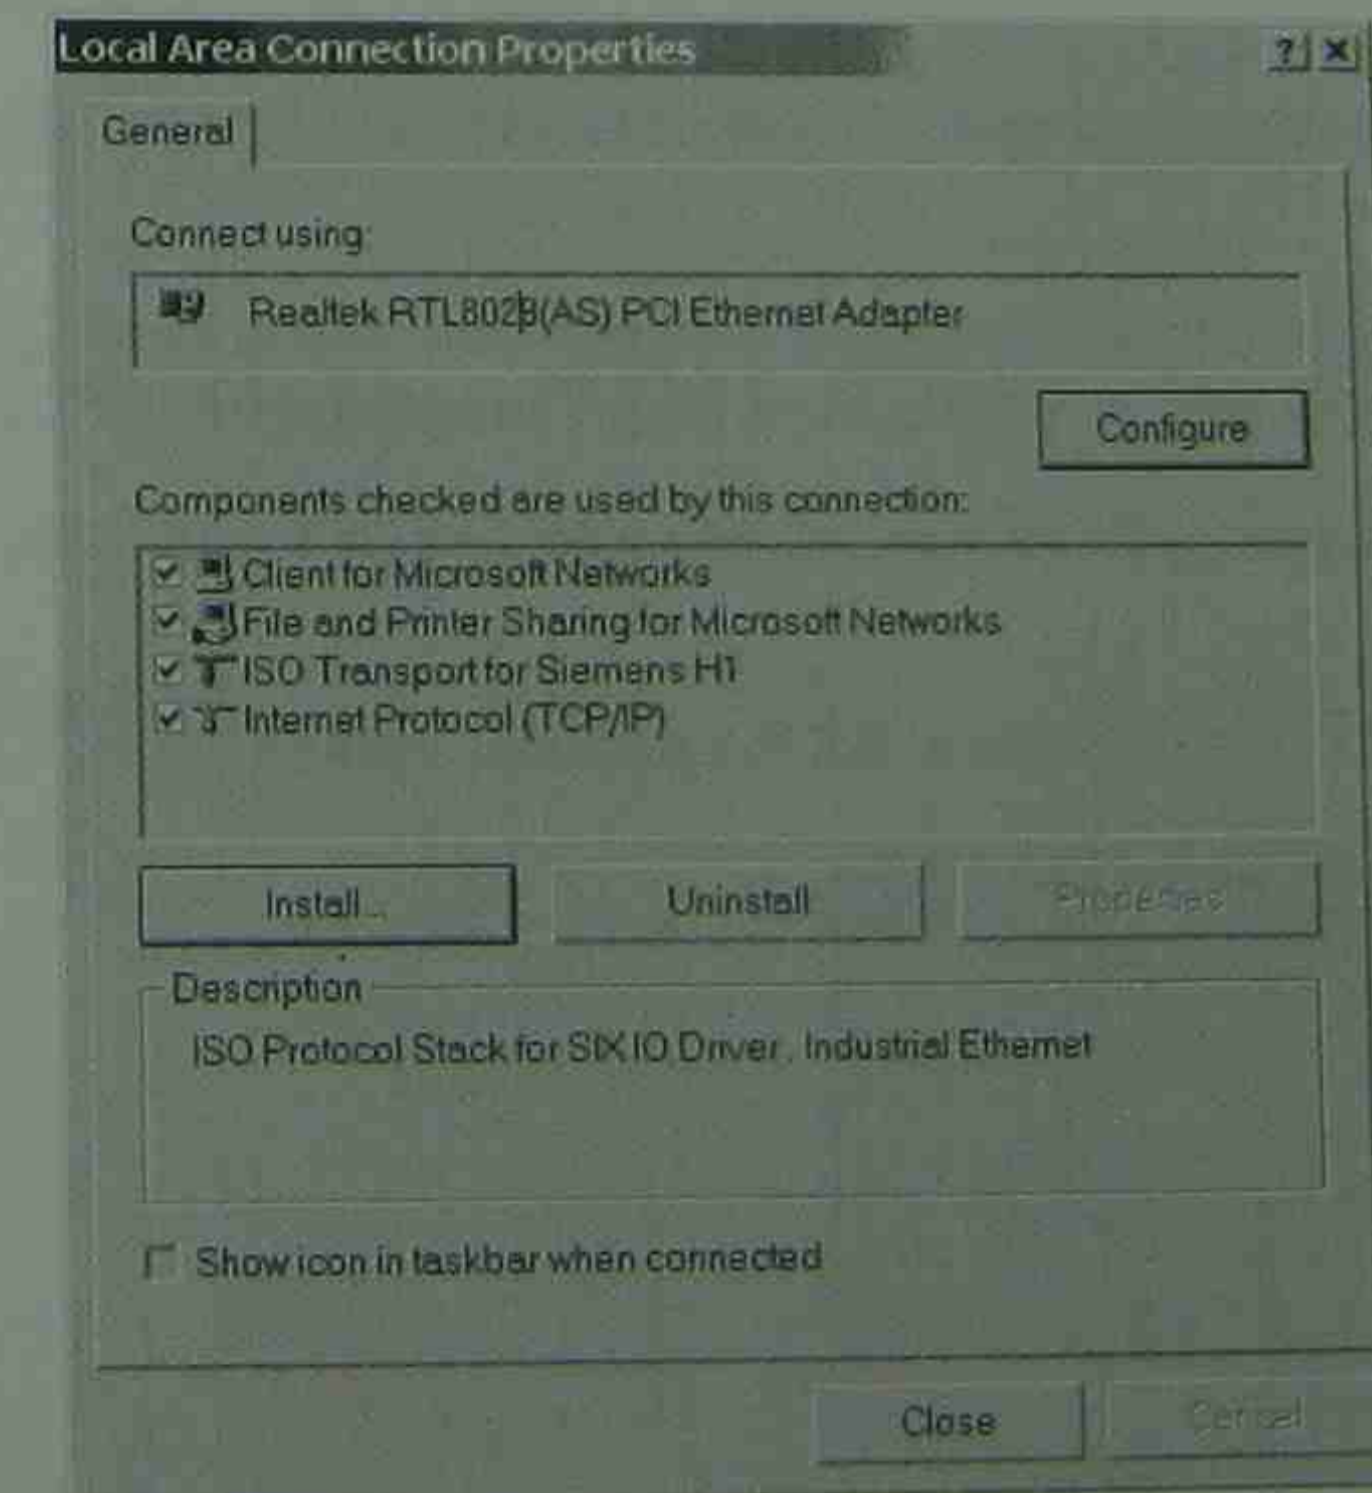 Local Area Connection Properties
General
Connect using:
Realtek RTL8029(AS) PCI Ethernet Adapter
Configure
Components checked are used by this connection:
Client for Microsoft Networks
File and Printer Sharing for Microsoft Networks
ISO Transport for Siemens H1
Internet Protocol (TCP/IP)
Install...
Uninstall
Properties
Description
ISO Protocol Stack for SIX IO Driver, Industrial Ethernet
Show icon in taskbar when connected
Close
Cancel